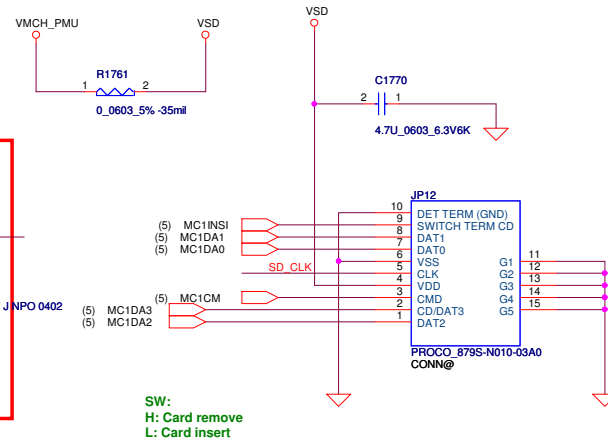 VMCH_PMU
VSD
VSD
R1761
1
2
0_0603_5% -35mil
C1770
2
1
4.7U_0603_6.3V6K
JP12
(5) MC1INSI
(5) MC1DA1
(5) MC1DA0
SD_CLK
(5) MC1CM
(5) MC1DA3
(5) MC1DA2
10 DET TERM (GND)
9 SWITCH TERM CD
8 DAT1
7 DAT0
6 VSS
5 CLK
4 VDD
3 CMD
2 CD/DAT3
1 DAT2
G1 11
G2 12
G3 13
G4 14
G5 15
PROCO_879S-N010-03A0
CONN@
J NPO 0402
SW:
H: Card remove
L: Card insert